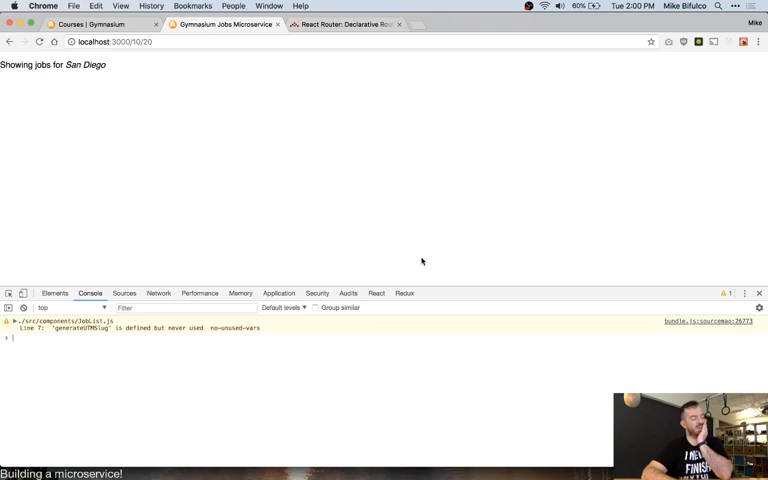 Chrome File Edit View History Bookmarks People Window Help 60% Tue 2:00 PM Mike Bifulco
Courses | Gymnasium Gymnasium Jobs Microservice React Router: Declarative Rou Mike
localhost:3000/10/20
Showing jobs for San Diego
Elements Console Sources Network Performance Memory Application Security Audits React Redux 1
top Filter Default levels Group similar
./src/components/JobList.js bundle.js:sourcemap:26773
Line 7: 'generateUTMSlug' is defined but never used no-unused-vars
I NEVE
FINISH
Building a microservice!